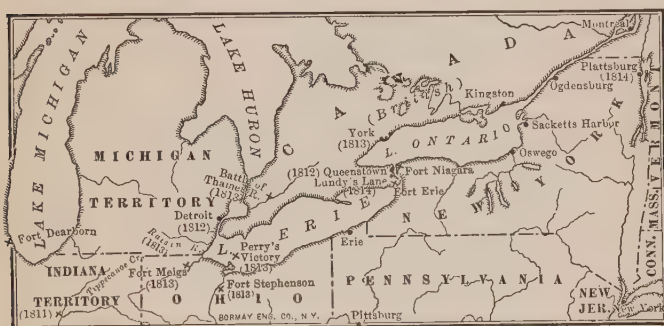 Montreal
Plattsburg
(1814)
Ogdensburg
CANADA
(British)
Kingston
LAKE MICHIGAN
LAKE HURON
York
(1813)
L. ONTARIO
Sacketts Harbor
Oswego
VERMONT
MASS.
CONN.
MICHIGAN
TERRITORY
Battle of
Thames R.
(1813)
(1812) Queenstown
Lundy's Lane
(1814)
Fort Niagara
Fort Erie
NEW YORK
Detroit
(1812)
L. ERIE
Fort Dearborn
Raisin R.
(1813)
Perry's
Victory
(1813)
Erie
INDIANA
TERRITORY
Tippecanoe Cr.
(1811)
Fort Meigs
(1813)
Fort Stephenson
(1813)
OHIO
PENNSYLVANIA
Pittsburg
NEW
JER.
New York
BORMAY ENG. CO., N.Y.